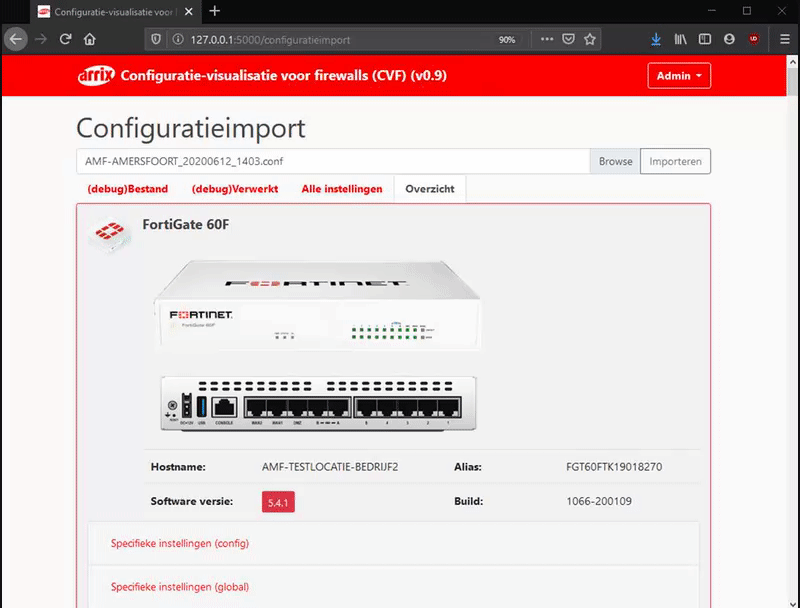 Configuratie-visualisatie voor
127.0.0.1:5000/configuratieimport
90%
arrix Configuratie-visualisatie voor firewalls (CVF) (v0.9)
Admin
Configuratieimport
AMF-AMERSFOORT_20200612_1403.conf
Browse
Importeren
(debug)Bestand
(debug)Verwerkt
Alle instellingen
Overzicht
FortiGate 60F
FORTINET
FORTINET
FortiGate 60F
CONSOLE
Hostname: AMF-TESTLOCATIE-BEDRIJF2 Alias: FGT60FTK19018270
Software versie: 5.4.1 Build: 1066-200109
Specifieke instellingen (config)
Specifieke instellingen (global)